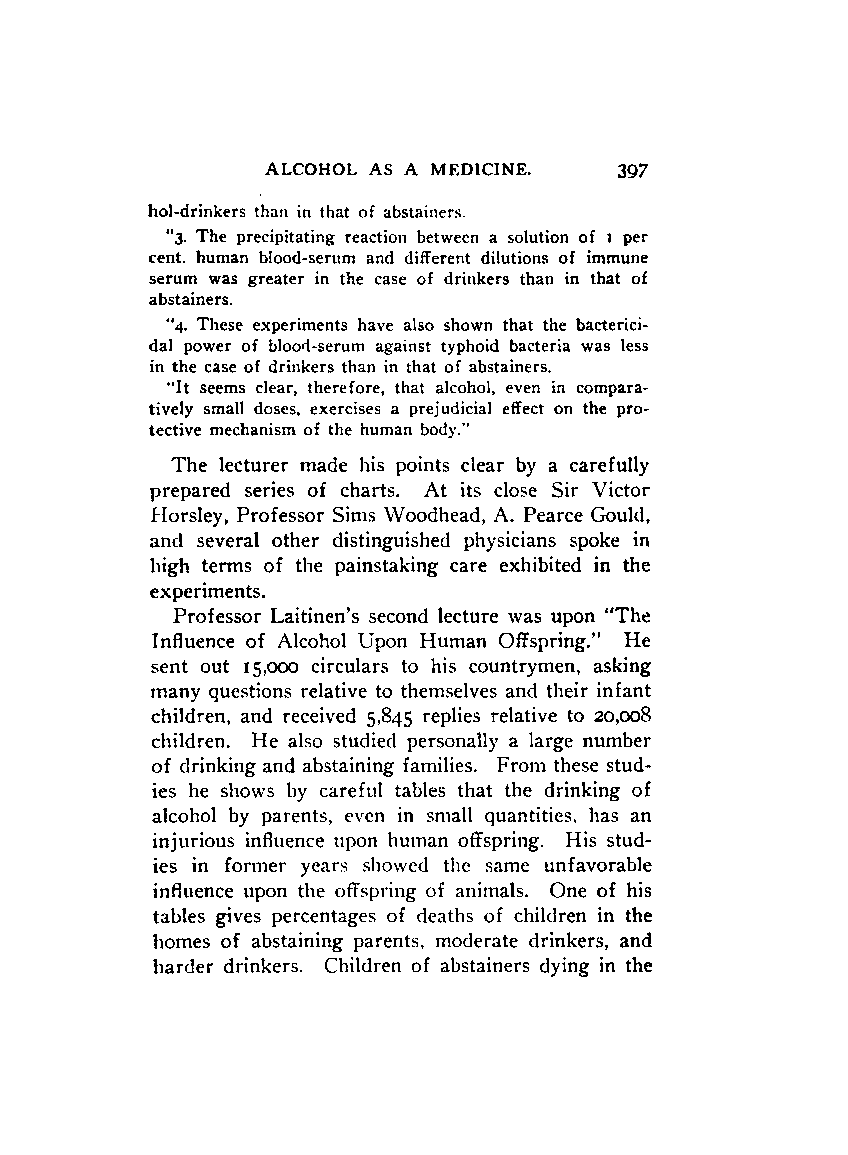 ALCOHOL AS A MEDICINE. 397
hol-drinkers than in that of abstainers.
"3. The precipitating reaction between a solution of 1 per
cent. human blood-serum and different dilutions of immune
serum was greater in the case of drinkers than in that of
abstainers.
"4. These experiments have also shown that the bacterici-
dal power of blood-serum against typhoid bacteria was less
in the case of drinkers than in that of abstainers.
"It seems clear, therefore, that alcohol, even in compara-
tively small doses, exercises a prejudicial effect on the pro-
tective mechanism of the human body."
The lecturer made his points clear by a carefully
prepared series of charts. At its close Sir Victor
Horsley, Professor Sims Woodhead, A. Pearce Gould,
and several other distinguished physicians spoke in
high terms of the painstaking care exhibited in the
experiments.
Professor Laitinen's second lecture was upon "The
Influence of Alcohol Upon Human Offspring." He
sent out 15,000 circulars to his countrymen, asking
many questions relative to themselves and their infant
children, and received 5,845 replies relative to 20,008
children. He also studied personally a large number
of drinking and abstaining families. From these stud-
ies he shows by careful tables that the drinking of
alcohol by parents, even in small quantities, has an
injurious influence upon human offspring. His stud-
ies in former years showed the same unfavorable
influence upon the offspring of animals. One of his
tables gives percentages of deaths of children in the
homes of abstaining parents, moderate drinkers, and
harder drinkers. Children of abstainers dying in the